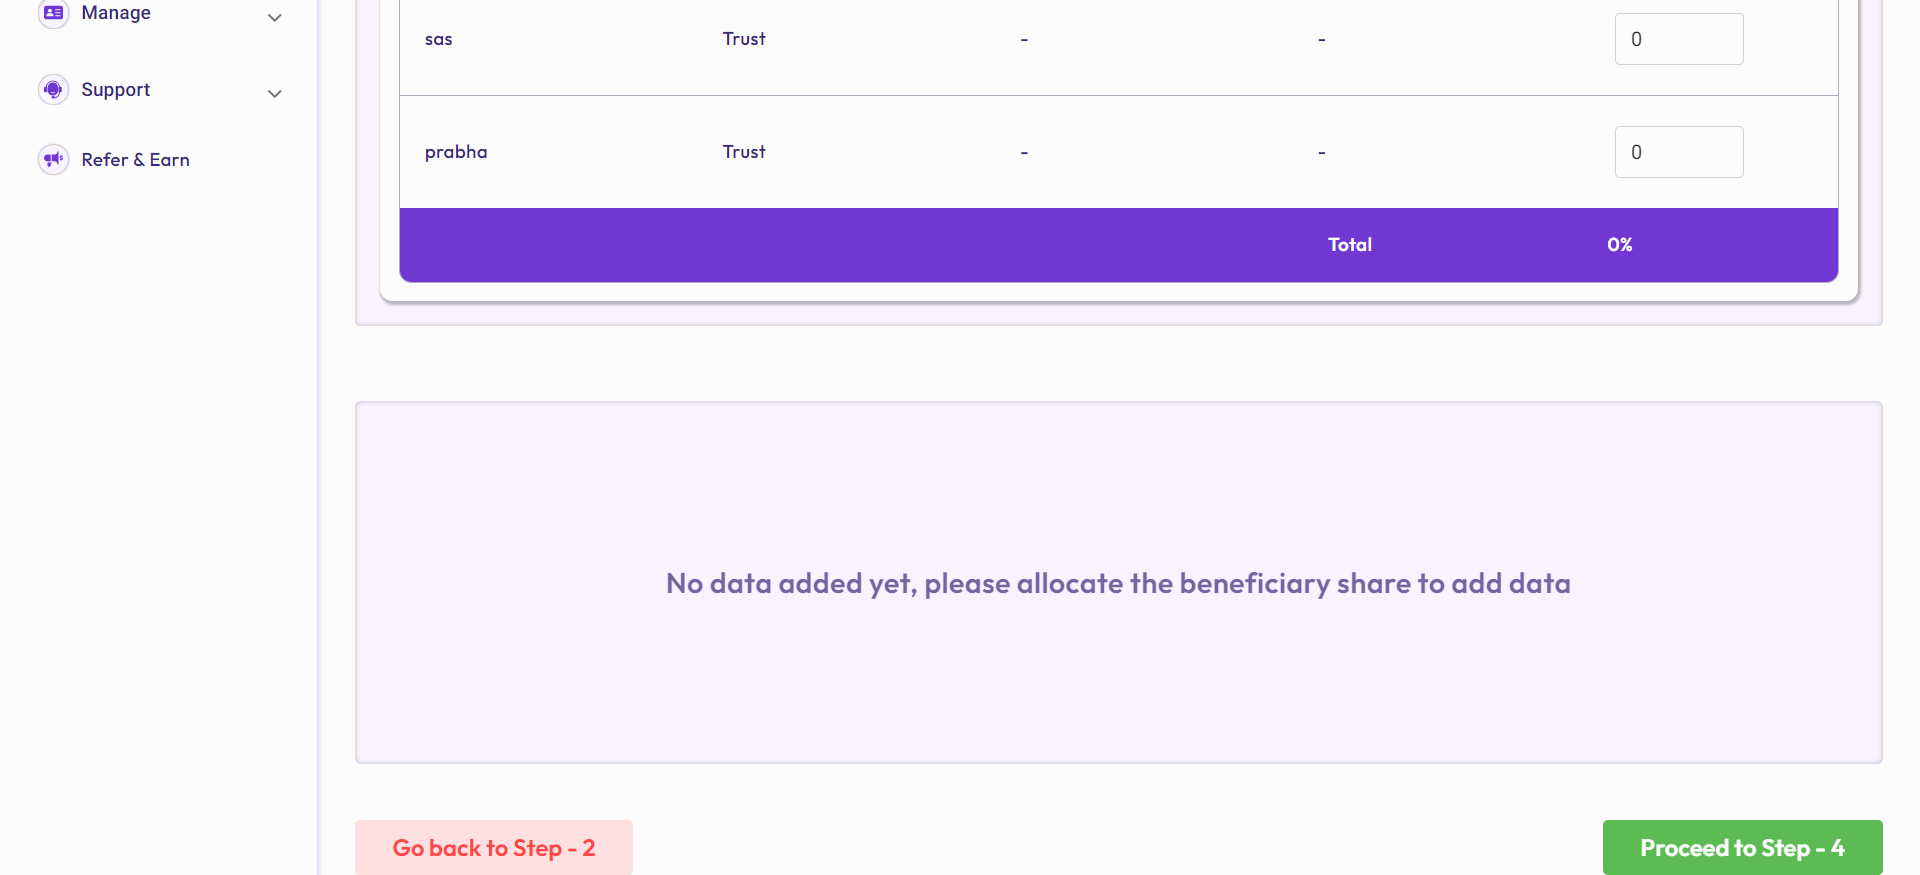 Manage
Support
Refer & Earn
sas Trust - - 0
prabha Trust - - 0
Total 0%
No data added yet, please allocate the beneficiary share to add data
Go back to Step - 2
Proceed to Step - 4